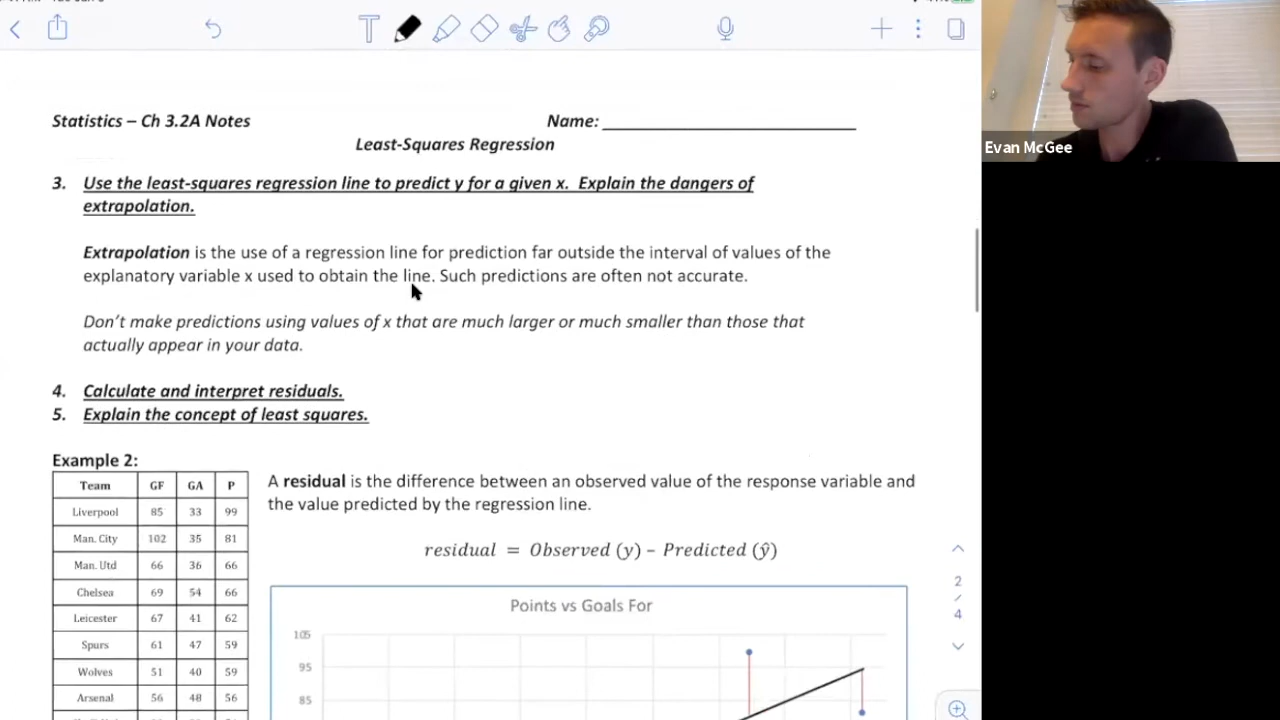 Statistics – Ch 3.2A Notes Name:
Least-Squares Regression
3. Use the least-squares regression line to predict y for a given x. Explain the dangers of
extrapolation.
Extrapolation is the use of a regression line for prediction far outside the interval of values of the
explanatory variable x used to obtain the line. Such predictions are often not accurate.
Don't make predictions using values of x that are much larger or much smaller than those that
actually appear in your data.
4. Calculate and interpret residuals.
5. Explain the concept of least squares.
Example 2:
Team GF GA P
Liverpool 85 33 99
Man. City 102 35 81
Man. Utd 66 36 66
Chelsea 69 54 66
Leicester 67 41 62
Spurs 61 47 59
Wolves 51 40 59
Arsenal 56 48 56
A residual is the difference between an observed value of the response variable and
the value predicted by the regression line.
residual = Observed (y) – Predicted (ŷ)
Points vs Goals For
105
95
85
2
/
4
Evan McGee